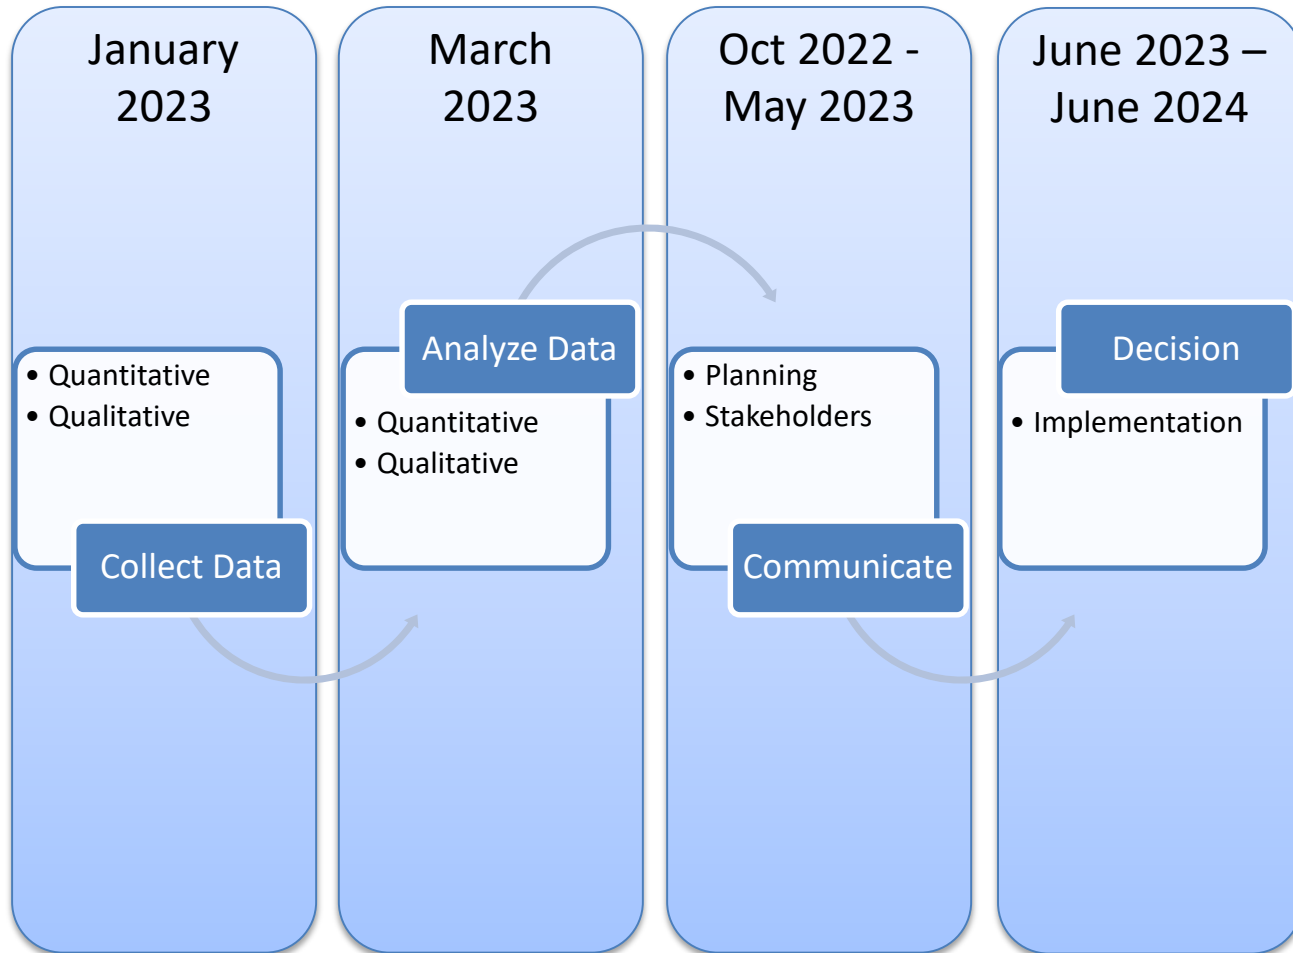 January
2023
• Quantitative
• Qualitative
Collect Data
March
2023
Analyze Data
• Quantitative
• Qualitative
Oct 2022 -
May 2023
• Planning
• Stakeholders
Communicate
June 2023 –
June 2024
Decision
• Implementation